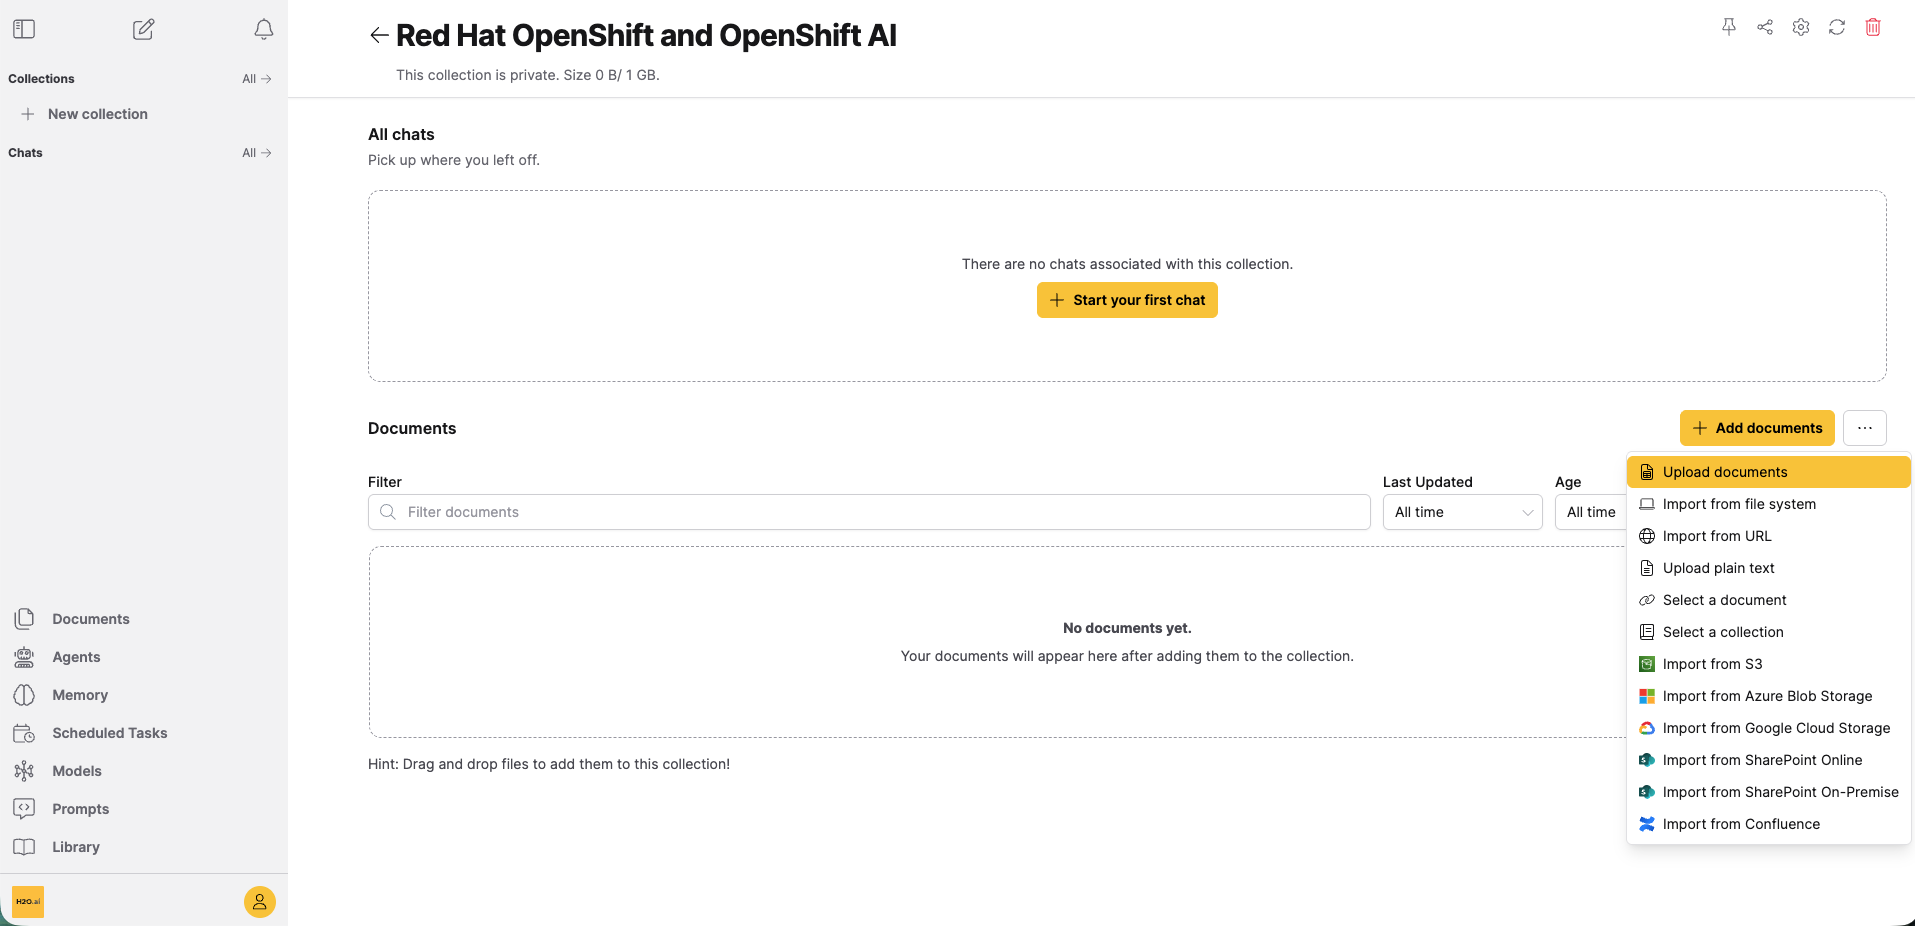 Collections
All
New collection
Chats
All
Documents
Agents
Memory
Scheduled Tasks
Models
Prompts
Library
H2O.ai
Red Hat OpenShift and OpenShift AI
This collection is private. Size 0 B/ 1 GB.
All chats
Pick up where you left off.
There are no chats associated with this collection.
Start your first chat
Documents
Add documents
Filter
Filter documents
Last Updated
All time
Age
All time
Upload documents
Import from file system
Import from URL
Upload plain text
Select a document
Select a collection
Import from S3
Import from Azure Blob Storage
Import from Google Cloud Storage
Import from SharePoint Online
Import from SharePoint On-Premise
Import from Confluence
No documents yet.
Your documents will appear here after adding them to the collection.
Hint: Drag and drop files to add them to this collection!